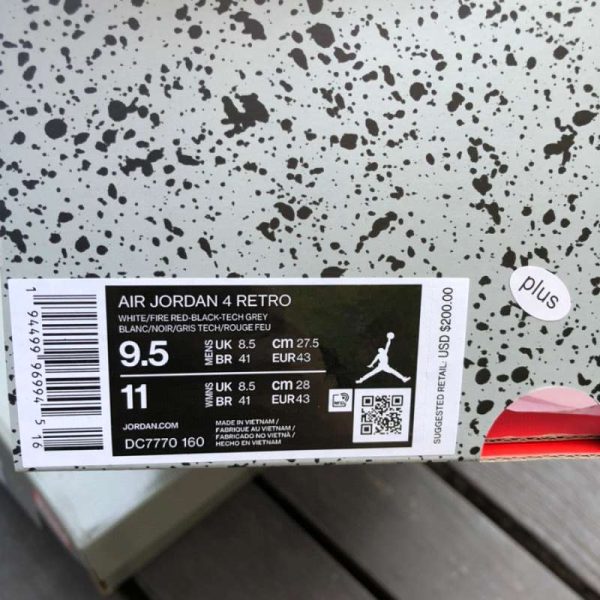 plus
AIR JORDAN 4 RETRO
WHITE/FIRE RED-BLACK-TECH GREY
BLANC/NOIR/GRIS TECH/ROUGE FEU
9.5 MENS UK 8.5 cm 27.5
BR 41 EUR 43
11 WMNS UK 8.5 cm 28
BR 41 EUR 43
JORDAN.COM
DC7770 160
MADE IN VIETNAM /
FABRIQUE AU VIETNAM /
FABRICADO NO VIETNÃ /
HECHO EN VIETNAM
SUGGESTED RETAIL: USD $200.00
1 94499 96994 5 16